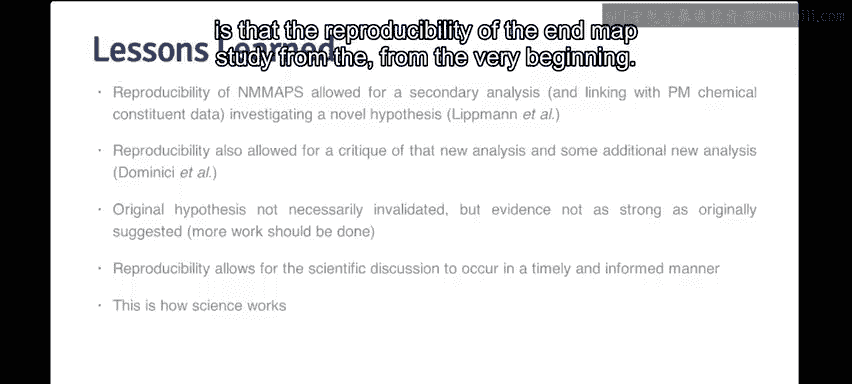 is that the reproducibility of the end map
Lessons Learned
study from the, from the very beginning.
· Reproducibility of NMMAPS allowed for a secondary analysis (and linking with PM chemical
constituent data) investigating a novel hypothesis (Lippmann et al.)
· Reproducibility also allowed for a critique of that new analysis and some additional new analysis
(Dominici et al.)
· Original hypothesis not necessarily invalidated, but evidence not as strong as originally
suggested (more work should be done)
· Reproducibility allows for the scientific discussion to occur in a timely and informed manner
· This is how science works